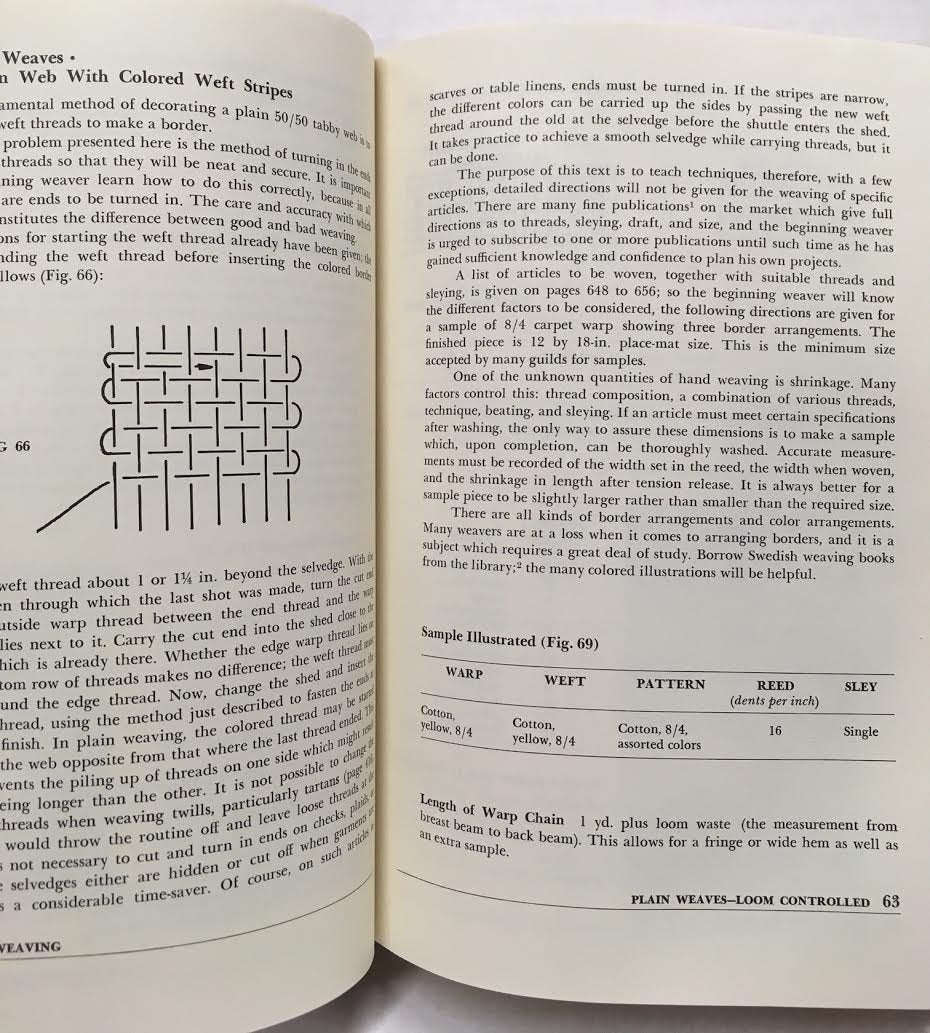 Weaves •
n Web With Colored Weft Stripes
amental method of decorating a plain 50/50 tabby web is to
weft threads to make a border.
problem presented here is the method of turning in the ends
threads so that they will be neat and secure. It is important
ning weaver learn how to do this correctly, because in all
are ends to be turned in. The care and accuracy with which
nstitutes the difference between good and bad weaving.
ons for starting the weft thread already have been given; the
nding the weft thread before inserting the colored border
llows (Fig. 66):
G 66
weft thread about 1 or 1¼ in. beyond the selvedge. With the
en through which the last shot was made, turn the cut end
utside warp thread between the end thread and the warp
lies next to it. Carry the cut end into the shed close to the
hich is already there. Whether the edge warp thread lies on
tom row of threads makes no difference; the weft thread must
und the edge thread. Now, change the shed and insert the
hread, using the method just described to fasten the ends at
finish. In plain weaving, the colored thread may be started
the web opposite from that where the last thread ended. This
vents the piling up of threads on one side which might result
eing longer than the other. It is not possible to change the
threads when weaving twills, particularly tartans (page
would throw the routine off and leave loose threads at the
s not necessary to cut and turn in ends on checks, plaids,
e selvedges either are hidden or cut off when garments are
s a considerable time-saver. Of course, on such articles
WEAVING
scarves or table linens, ends must be turned in. If the stripes are narrow,
the different colors can be carried up the sides by passing the new weft
thread around the old at the selvedge before the shuttle enters the shed.
It takes practice to achieve a smooth selvedge while carrying threads, but it
can be done.
The purpose of this text is to teach techniques, therefore, with a few
exceptions, detailed directions will not be given for the weaving of specific
articles. There are many fine publications¹ on the market which give full
directions as to threads, sleying, draft, and size, and the beginning weaver
is urged to subscribe to one or more publications until such time as he has
gained sufficient knowledge and confidence to plan his own projects.
A list of articles to be woven, together with suitable threads and
sleying, is given on pages 648 to 656; so the beginning weaver will know
the different factors to be considered, the following directions are given for
a sample of 8/4 carpet warp showing three border arrangements. The
finished piece is 12 by 18-in. place-mat size. This is the minimum size
accepted by many guilds for samples.
One of the unknown quantities of hand weaving is shrinkage. Many
factors control this: thread composition, a combination of various threads,
technique, beating, and sleying. If an article must meet certain specifications
after washing, the only way to assure these dimensions is to make a sample
which, upon completion, can be thoroughly washed. Accurate measure-
ments must be recorded of the width set in the reed, the width when woven,
and the shrinkage in length after tension release. It is always better for a
sample piece to be slightly larger rather than smaller than the required size.
There are all kinds of border arrangements and color arrangements.
Many weavers are at a loss when it comes to arranging borders, and it is a
subject which requires a great deal of study. Borrow Swedish weaving books
from the library;² the many colored illustrations will be helpful.
Sample Illustrated (Fig. 69)
WARP WEFT PATTERN REED SLEY
(dents per inch)
Cotton, Cotton, Cotton, 8/4, 16 Single
yellow, 8/4 yellow, 8/4 assorted colors
Length of Warp Chain 1 yd. plus loom waste (the measurement from
breast beam to back beam). This allows for a fringe or wide hem as well as
an extra sample.
PLAIN WEAVES—LOOM CONTROLLED 63